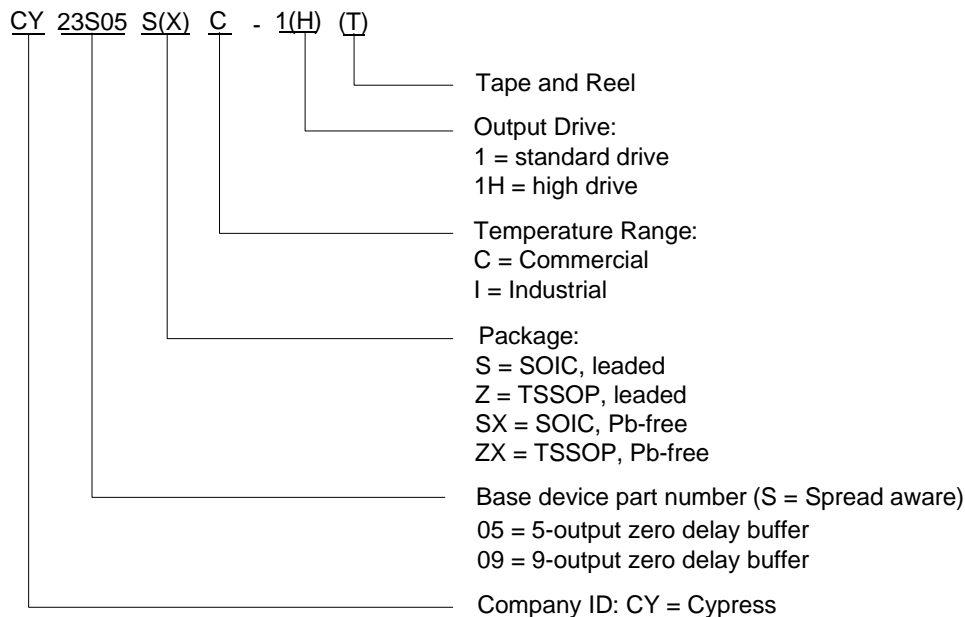 CY 23S05 S(X) C - 1(H) (T)
Tape and Reel
Output Drive:
1 = standard drive
1H = high drive
Temperature Range:
C = Commercial
I = Industrial
Package:
S = SOIC, leaded
Z = TSSOP, leaded
SX = SOIC, Pb-free
ZX = TSSOP, Pb-free
Base device part number (S = Spread aware)
05 = 5-output zero delay buffer
09 = 9-output zero delay buffer
Company ID: CY = Cypress